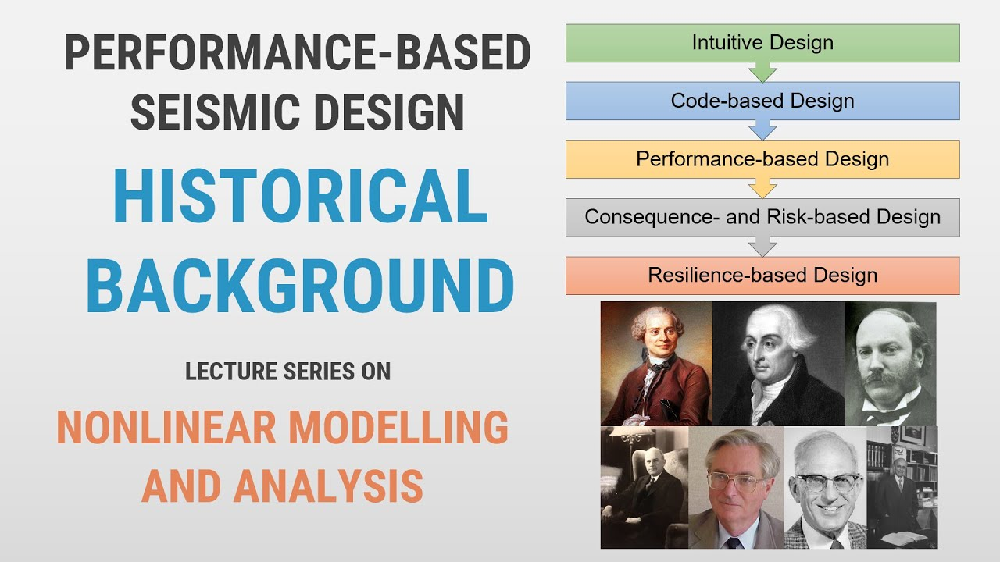 PERFORMANCE-BASED
SEISMIC DESIGN
HISTORICAL
BACKGROUND
LECTURE SERIES ON
NONLINEAR MODELLING
AND ANALYSIS
Intuitive Design
Code-based Design
Performance-based Design
Consequence- and Risk-based Design
Resilience-based Design